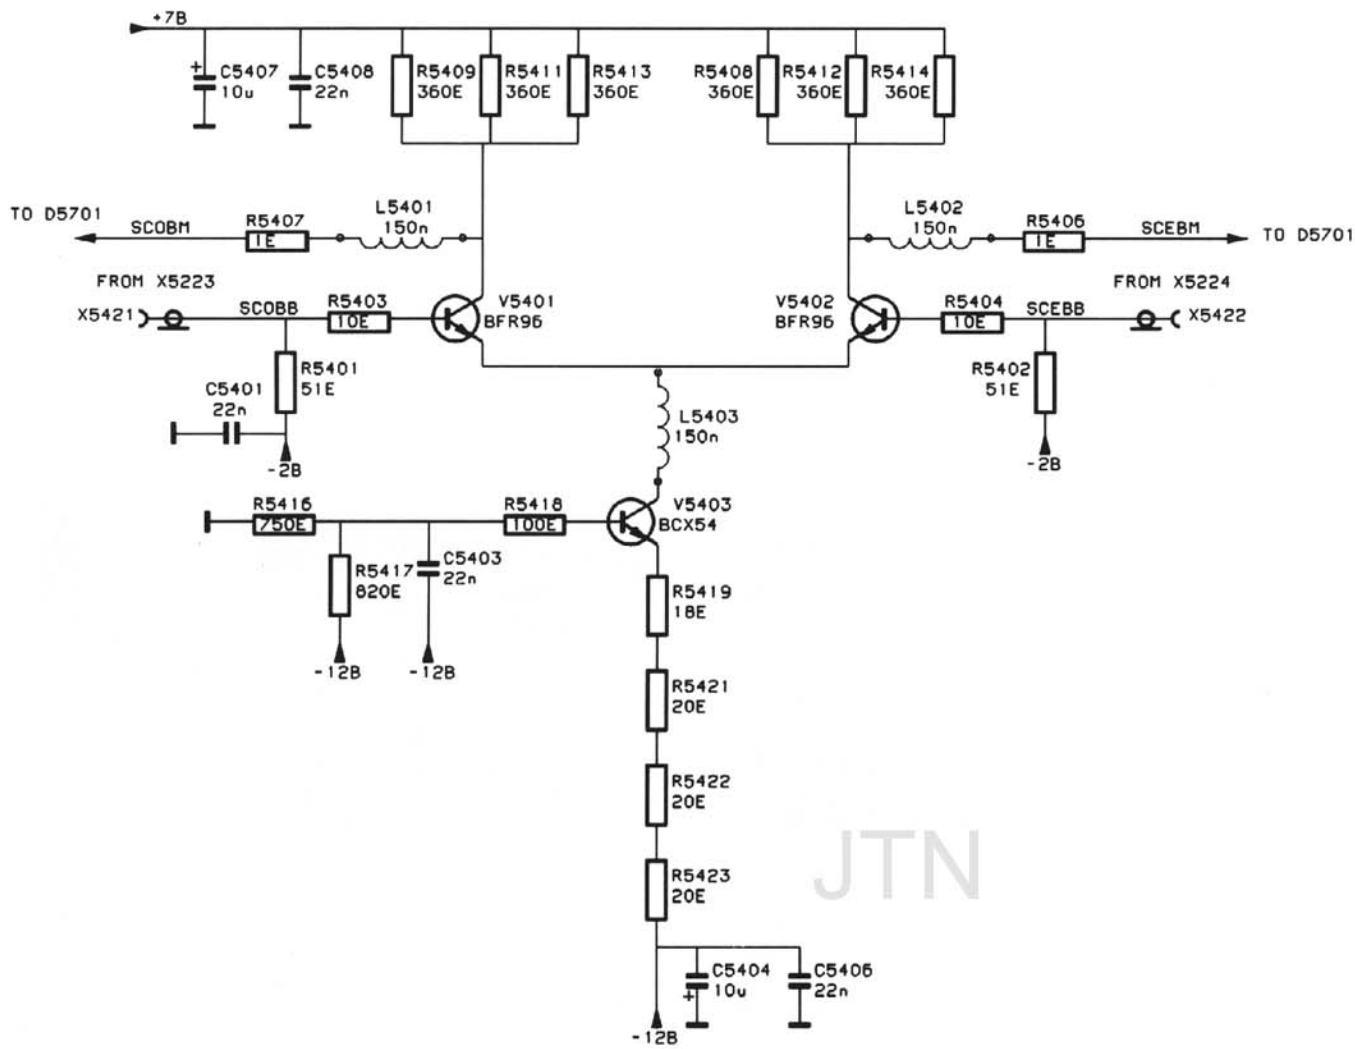 +7B
C5407
10u
C5408
22n
R5409
360E
R5411
360E
R5413
360E
R5408
360E
R5412
360E
R5414
360E
TO D5701
SCOBM
R5407
1E
L5401
150n
L5402
150n
R5406
1E
SCEBM
TO D5701
FROM X5223
X5421
SCOBB
R5403
10E
V5401
BFR96
V5402
BFR96
R5404
10E
SCEBB
FROM X5224
X5422
R5401
51E
C5401
22n
-2B
L5403
150n
R5402
51E
-2B
R5416
750E
R5418
100E
V5403
BCX54
R5417
820E
C5403
22n
-12B
-12B
R5419
18E
R5421
20E
R5422
20E
R5423
20E
JTN
C5404
10u
+
C5406
22n
-12B